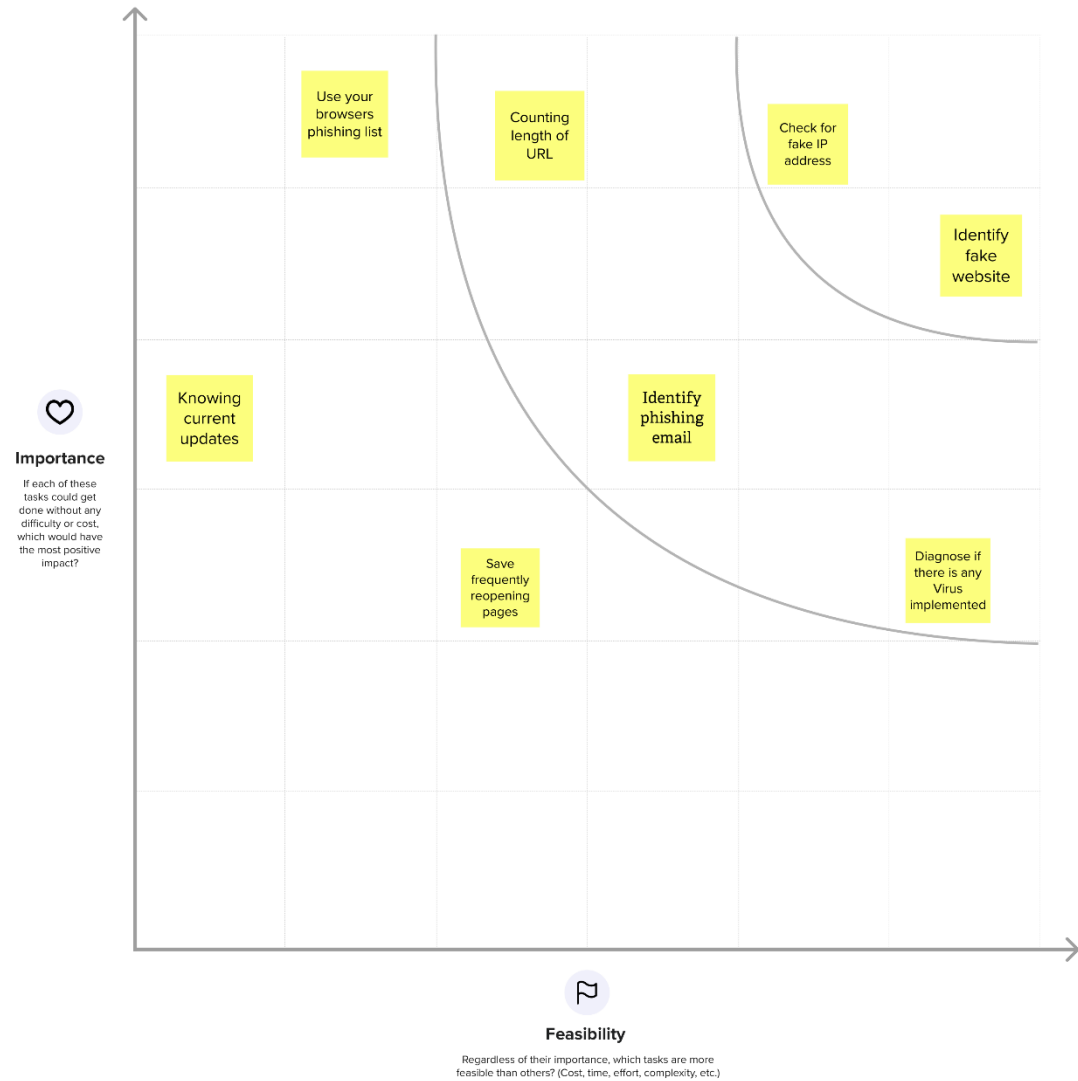 Use your
browsers
phishing list
Counting
length of
URL
Check for
fake IP
address
Identify
fake
website
Knowing
current
updates
Identify
phishing
email
Save
frequently
reopening
pages
Diagnose if
there is any
Virus
implemented
Importance
If each of these
tasks could get
done without any
difficulty or cost,
which would have
the most positive
impact?
Feasibility
Regardless of their importance, which tasks are more
feasible than others? (Cost, time, effort, complexity, etc.)